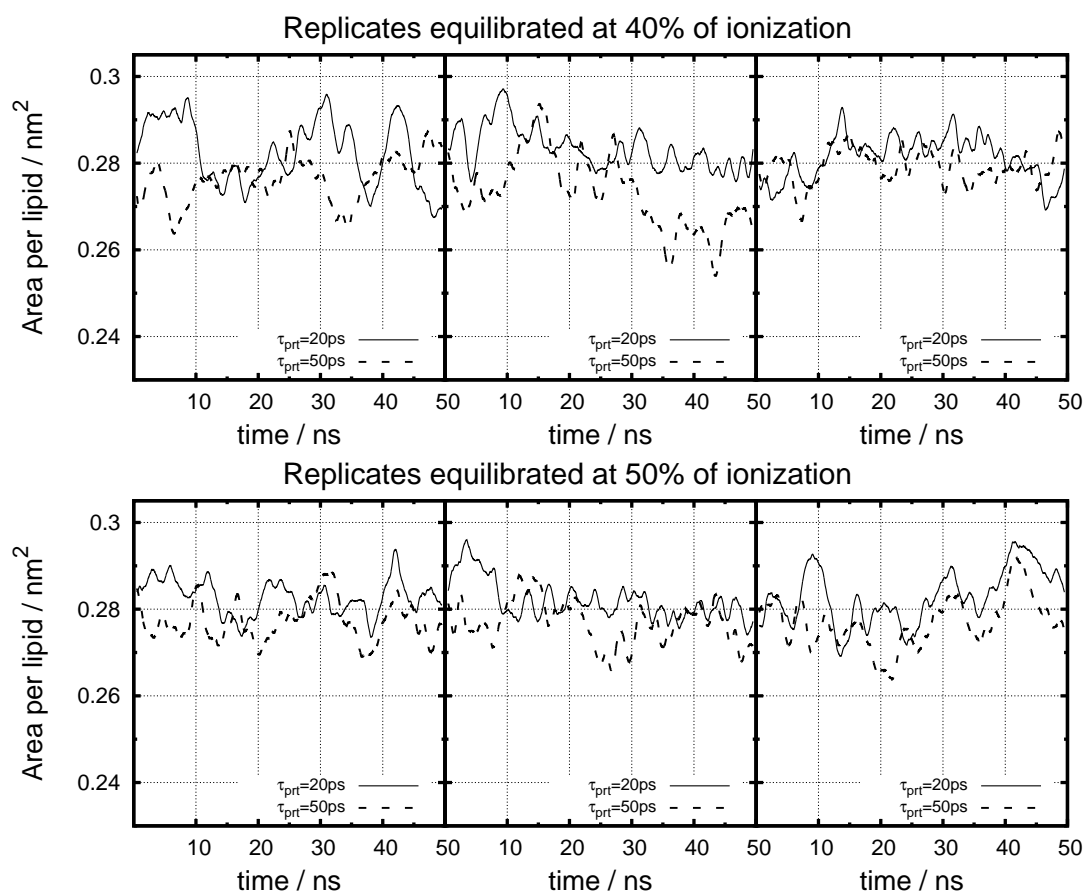 Replicates equilibrated at 40% of ionization
Area per lipid / nm²
0.3
0.28
0.26
0.24
τprt=20ps
τprt=50ps
τprt=20ps
τprt=50ps
τprt=20ps
τprt=50ps
10 20 30 40 50 10 20 30 40 50 10 20 30 40 50
time / ns time / ns time / ns
Replicates equilibrated at 50% of ionization
Area per lipid / nm²
0.3
0.28
0.26
0.24
τprt=20ps
τprt=50ps
τprt=20ps
τprt=50ps
τprt=20ps
τprt=50ps
10 20 30 40 50 10 20 30 40 50 10 20 30 40 50
time / ns time / ns time / ns